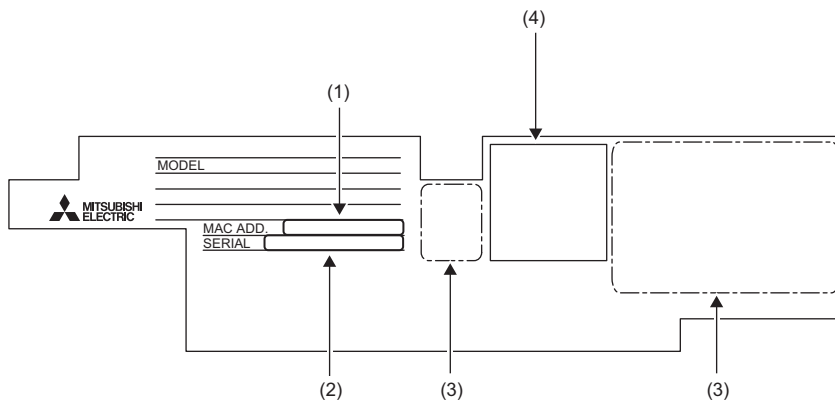 (4)
(1)
MODEL
MITSUBISHI
ELECTRIC
MAC ADD.
SERIAL
(2)
(3)
(3)